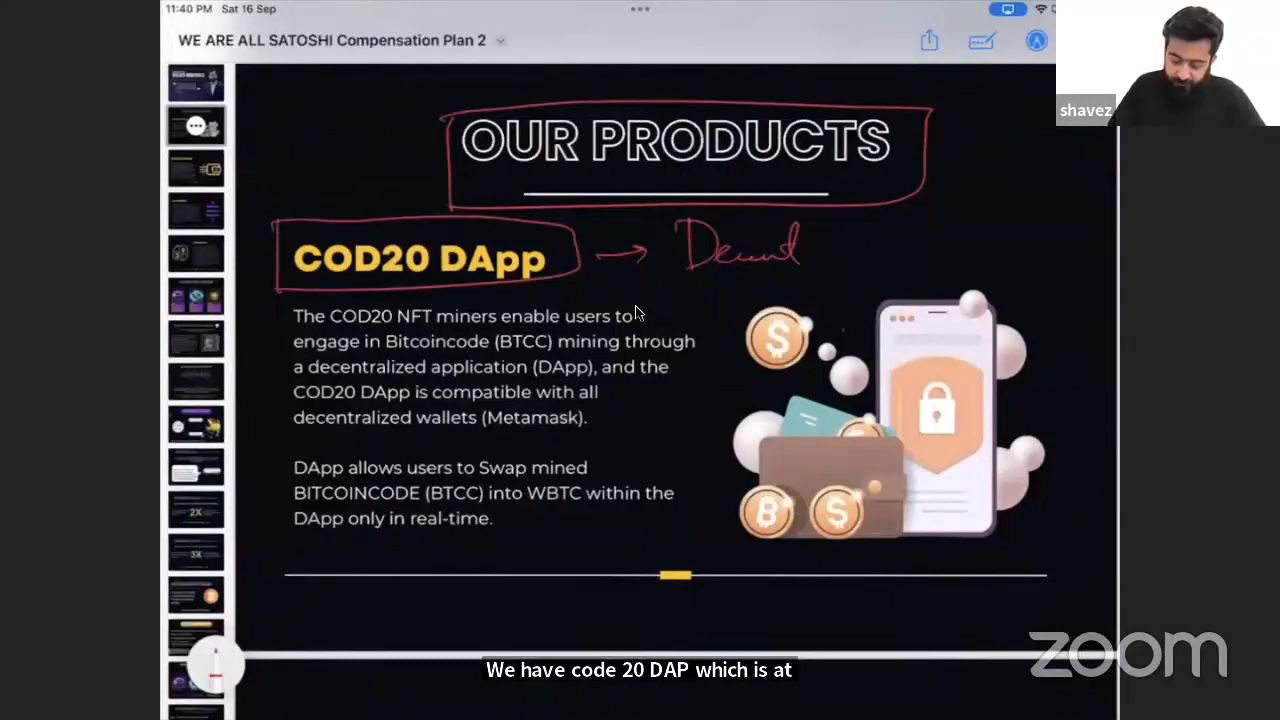 11:40 PM Sat 16 Sep
WE ARE ALL SATOSHI Compensation Plan 2
shavez
OUR PRODUCTS
COD20 DApp
The COD20 NFT miners enable users to
engage in Bitcoincode (BTCC) mining through
a decentralized application (DApp), and the
COD20 DApp is compatible with all
decentralized wallets (Metamask).
DApp allows users to Swap mined
BITCOINCODE (BTCC) into WBTC within the
DApp only in real-time.
We have code 20 DAP which is at
zoom